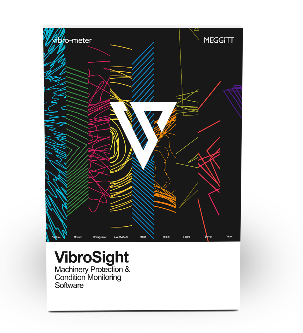 vibro-meter
MEGGiTT
VibroSight
Machinery Protection &
Condition Monitoring
Software